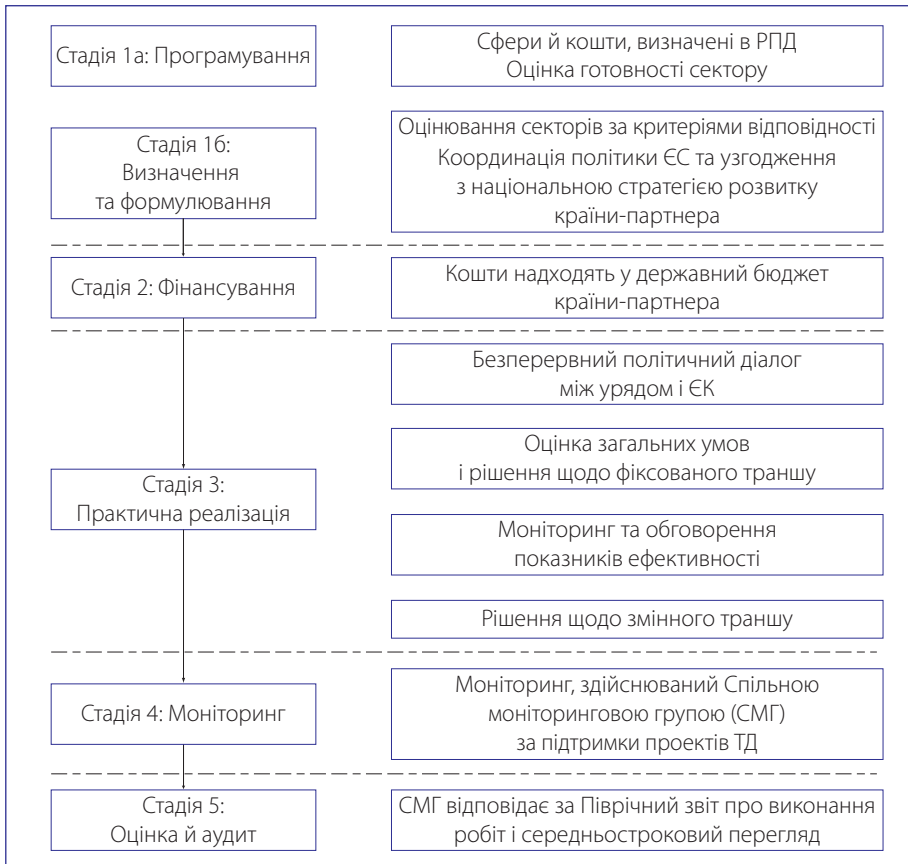 Стадія 1а: Програмування
Сфери й кошти, визначені в РПД
Оцінка готовності сектору
Стадія 1б:
Визначення
та формулювання
Оцінювання секторів за критеріями відповідності
Координація політики ЄС та узгодження
з національною стратегією розвитку
країни-партнера
Стадія 2: Фінансування
Кошти надходять у державний бюджет
країни-партнера
Стадія 3:
Практична реалізація
Безперервний політичний діалог
між урядом і ЄК
Оцінка загальних умов
і рішення щодо фіксованого траншу
Моніторинг та обговорення
показників ефективності
Рішення щодо змінного траншу
Стадія 4: Моніторинг
Моніторинг, здійснюваний Спільною
моніторинговою групою (СМГ)
за підтримки проектів ТД
Стадія 5:
Оцінка й аудит
СМГ відповідає за Піврічний звіт про виконання
робіт і середньостроковий перегляд